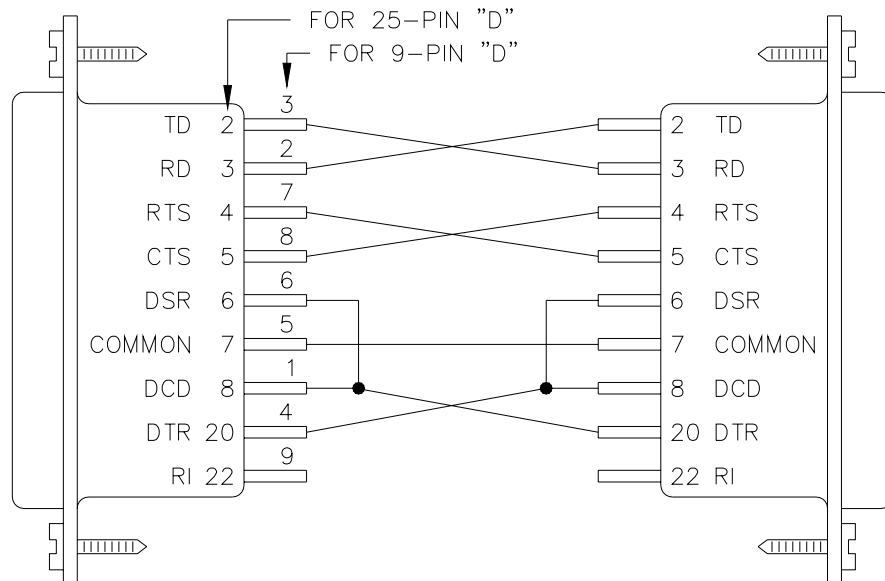 FOR 25-PIN "D"
FOR 9-PIN "D"
3
TD 2 2 TD
2
RD 3 3 RD
7
RTS 4 4 RTS
8
CTS 5 5 CTS
6
DSR 6 6 DSR
5
COMMON 7 7 COMMON
1
DCD 8 8 DCD
4
DTR 20 20 DTR
9
RI 22 22 RI